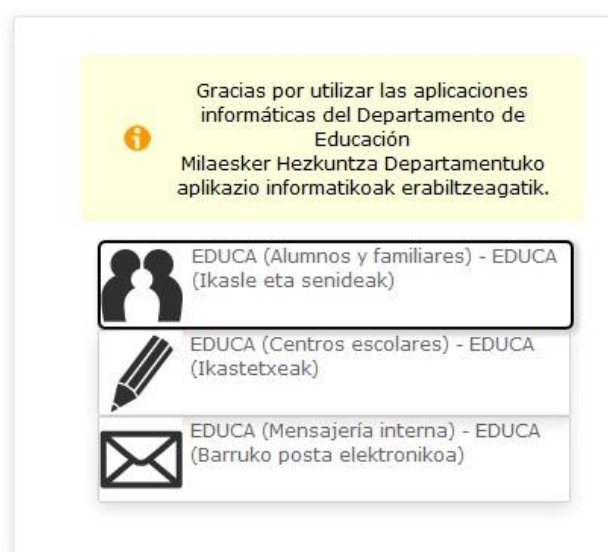 Gracias por utilizar las aplicaciones
informáticas del Departamento de
Educación
Milaesker Hezkuntza Departamentuko
aplikazio informatikoak erabiltzeagatik.
EDUCA (Alumnos y familiares) - EDUCA
(Ikasle eta senideak)
EDUCA (Centros escolares) - EDUCA
(Ikastetxeak)
EDUCA (Mensajería interna) - EDUCA
(Barruko posta elektronikoa)